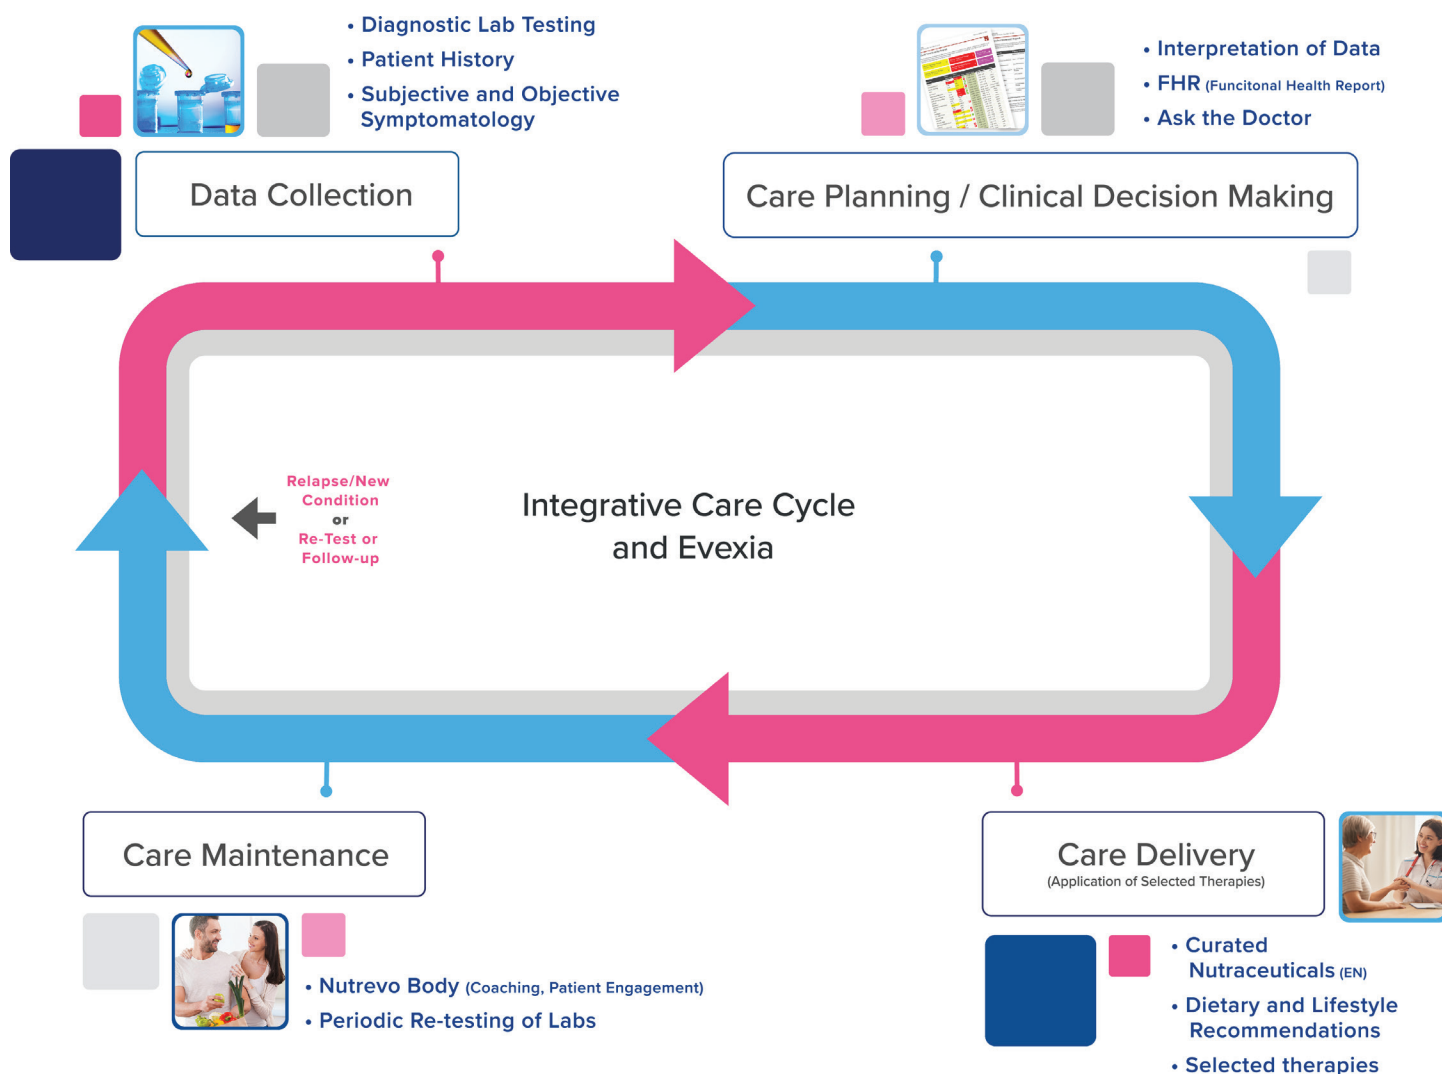 • Diagnostic Lab Testing
• Patient History
• Subjective and Objective
Symptomatology
Data Collection
• Interpretation of Data
• FHR (Funcitonal Health Report)
• Ask the Doctor
Care Planning / Clinical Decision Making
Relapse/New
Condition
or
Re-Test or
Follow-up
Integrative Care Cycle
and Evexia
Care Maintenance
• Nutrevo Body (Coaching, Patient Engagement)
• Periodic Re-testing of Labs
Care Delivery
(Application of Selected Therapies)
• Curated
Nutraceuticals (EN)
• Dietary and Lifestyle
Recommendations
• Selected therapies